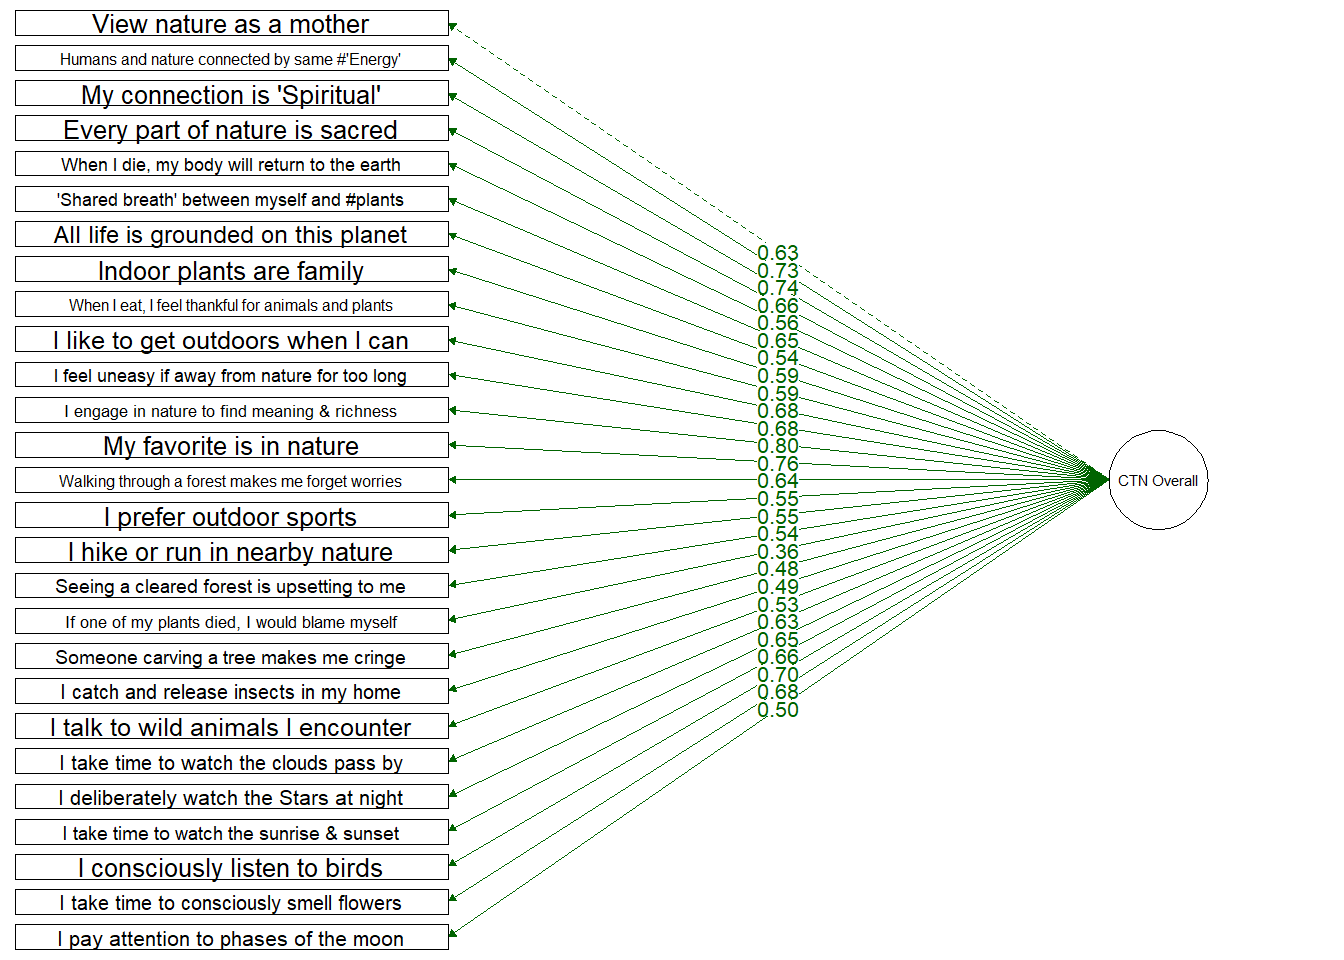 View nature as a mother
Humans and nature connected by same #'Energy'
My connection is 'Spiritual'
Every part of nature is sacred
When I die, my body will return to the earth
'Shared breath' between myself and #plants
All life is grounded on this planet
Indoor plants are family
When I eat, I feel thankful for animals and plants
I like to get outdoors when I can
I feel uneasy if away from nature for too long
I engage in nature to find meaning & richness
My favorite is in nature
Walking through a forest makes me forget worries
I prefer outdoor sports
I hike or run in nearby nature
Seeing a cleared forest is upsetting to me
If one of my plants died, I would blame myself
Someone carving a tree makes me cringe
I catch and release insects in my home
I talk to wild animals I encounter
I take time to watch the clouds pass by
I deliberately watch the Stars at night
I take time to watch the sunrise & sunset
I consciously listen to birds
I take time to consciously smell flowers
I pay attention to phases of the moon
0.63
0.73
0.74
0.66
0.56
0.65
0.54
0.59
0.59
0.68
0.68
0.80
0.76
0.64
0.55
0.55
0.54
0.36
0.48
0.49
0.53
0.63
0.65
0.66
0.70
0.68
0.50
CTN Overall